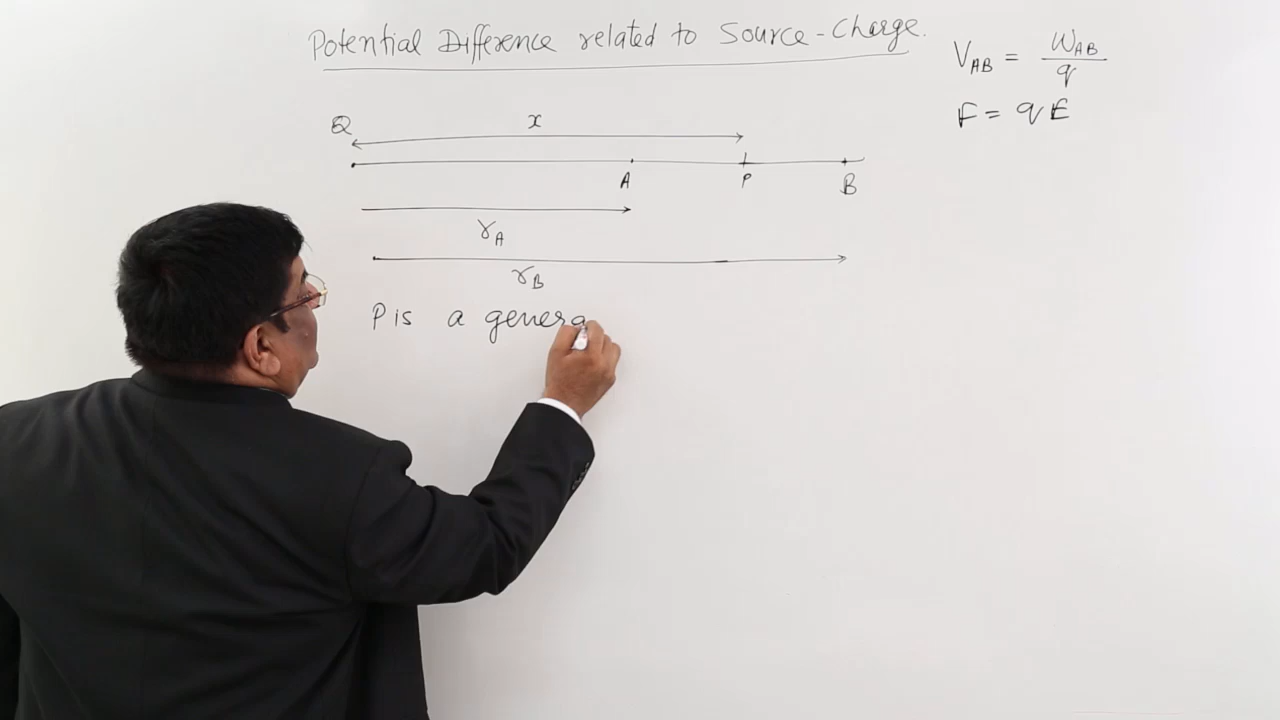 Potential Difference related to Source-Charge.
V_AB = W_AB / q
F = qE
Q
x
A
P
B
r_A
r_B
P is a genera